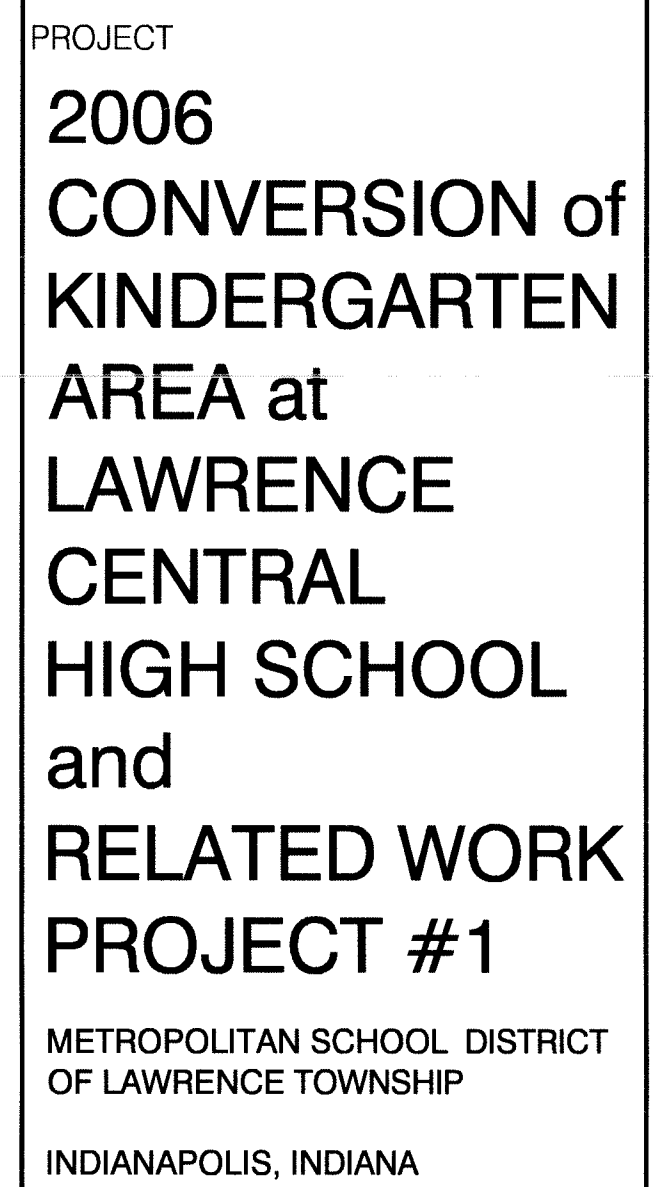 PROJECT
2006
CONVERSION of
KINDERGARTEN
AREA at
LAWRENCE
CENTRAL
HIGH SCHOOL
and
RELATED WORK
PROJECT #1
METROPOLITAN SCHOOL DISTRICT
OF LAWRENCE TOWNSHIP
INDIANAPOLIS, INDIANA